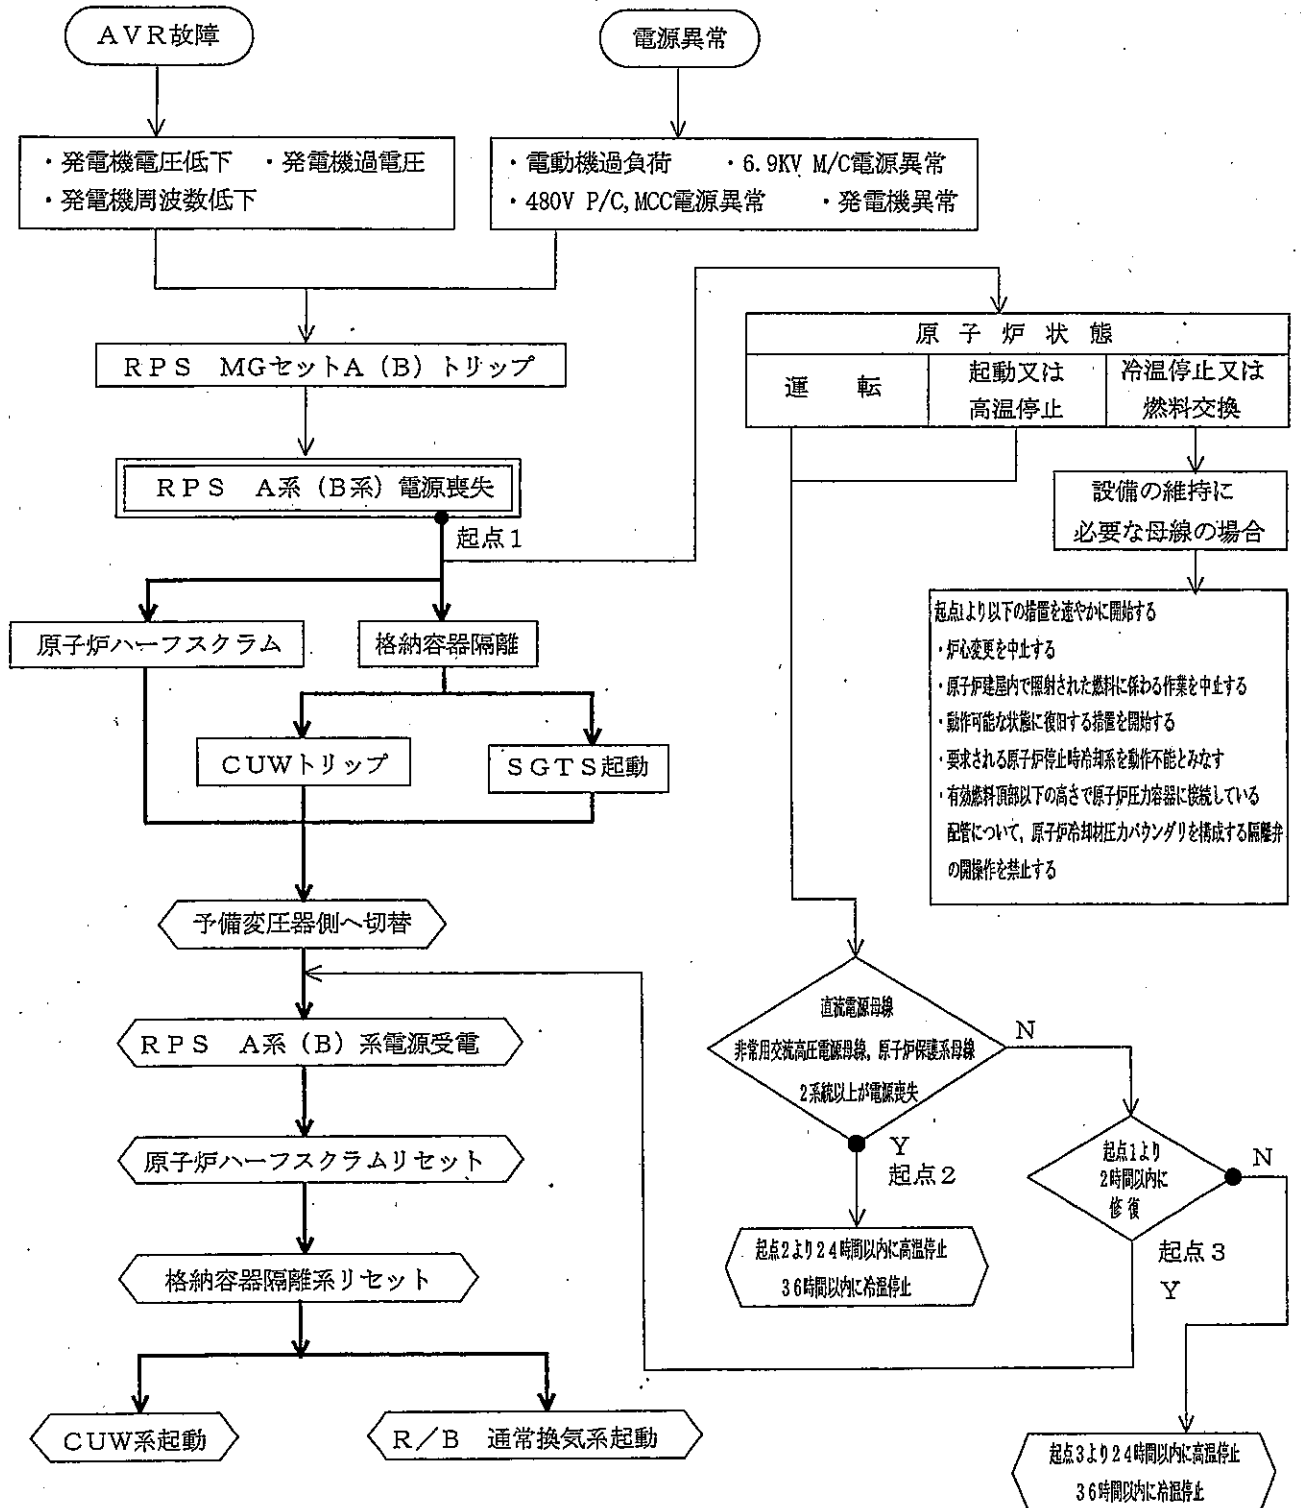 AVR故障
電源異常
・発電機電圧低下 ・発電機過電圧
・発電機周波数低下
・電動機過負荷 ・6.9KV M/C電源異常
・480V P/C,MCC電源異常 ・発電機異常
RPS MGセットA(B)トリップ
原子炉状態
運転
起動又は
高温停止
冷温停止又は
燃料交換
RPS A系(B系)電源喪失
起点1
設備の維持に
必要な母線の場合
原子炉ハーフスクラム
格納容器隔離
起点1より以下の措置を速やかに開始する
・炉心変更を中止する
・原子炉建屋内で照射された燃料に係わる作業を中止する
・動作可能な状態に復旧する措置を開始する
・要求される原子炉停止時冷却系を動作不能とみなす
・有効燃料頂部以下の高さで原子炉圧力容器に接続している
配管について,原子炉冷却材圧力バウンダリを構成する隔離弁
の開操作を禁止する
CUWトリップ
SGTS起動
予備変圧器側へ切替
RPS A系(B)系電源受電
直流電源母線
非常用交流高圧電源母線,原子炉保護系母線
2系統以上が電源喪失
N
Y
起点2
起点1より
2時間以内に
修復
N
起点3
Y
原子炉ハーフスクラムリセット
起点2より24時間以内に高温停止
36時間以内に冷温停止
格納容器隔離系リセット
CUW系起動
R/B 通常換気系起動
起点3より24時間以内に高温停止
36時間以内に冷温停止